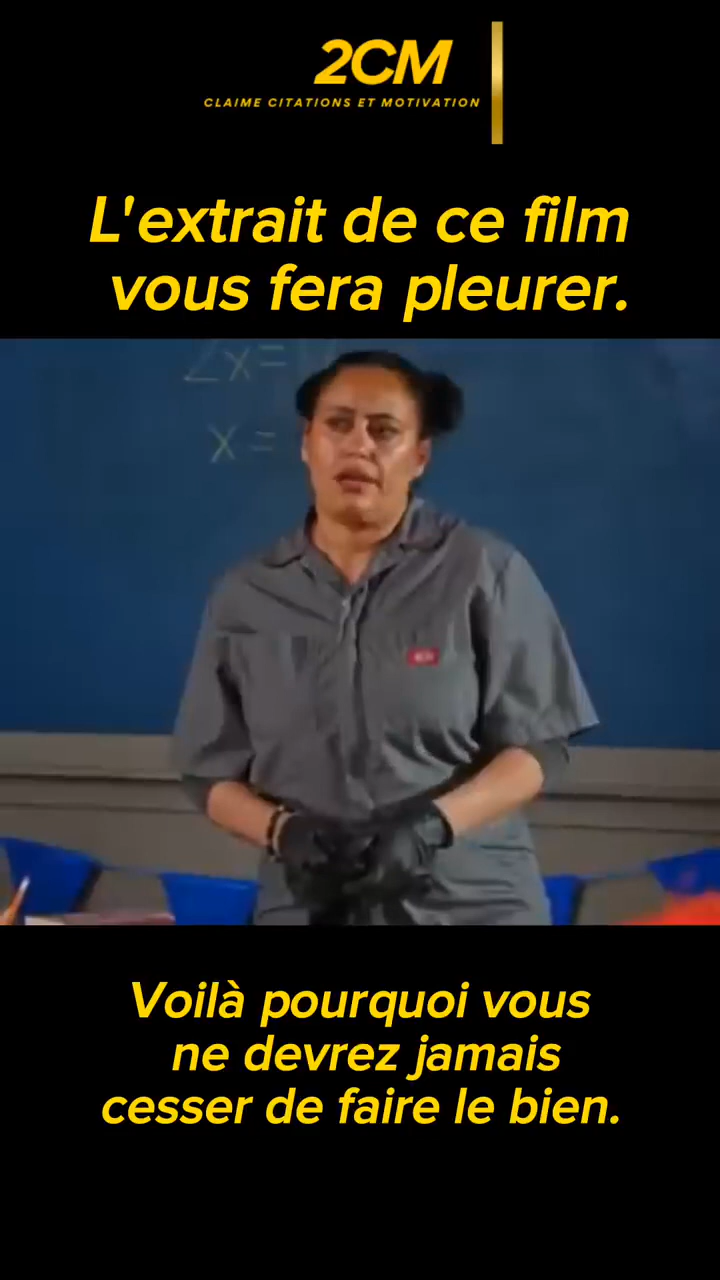 2CM
CLAIME CITATIONS ET MOTIVATION
L'extrait de ce film
vous fera pleurer.
2x=
x =
Voilà pourquoi vous
ne devrez jamais
cesser de faire le bien.